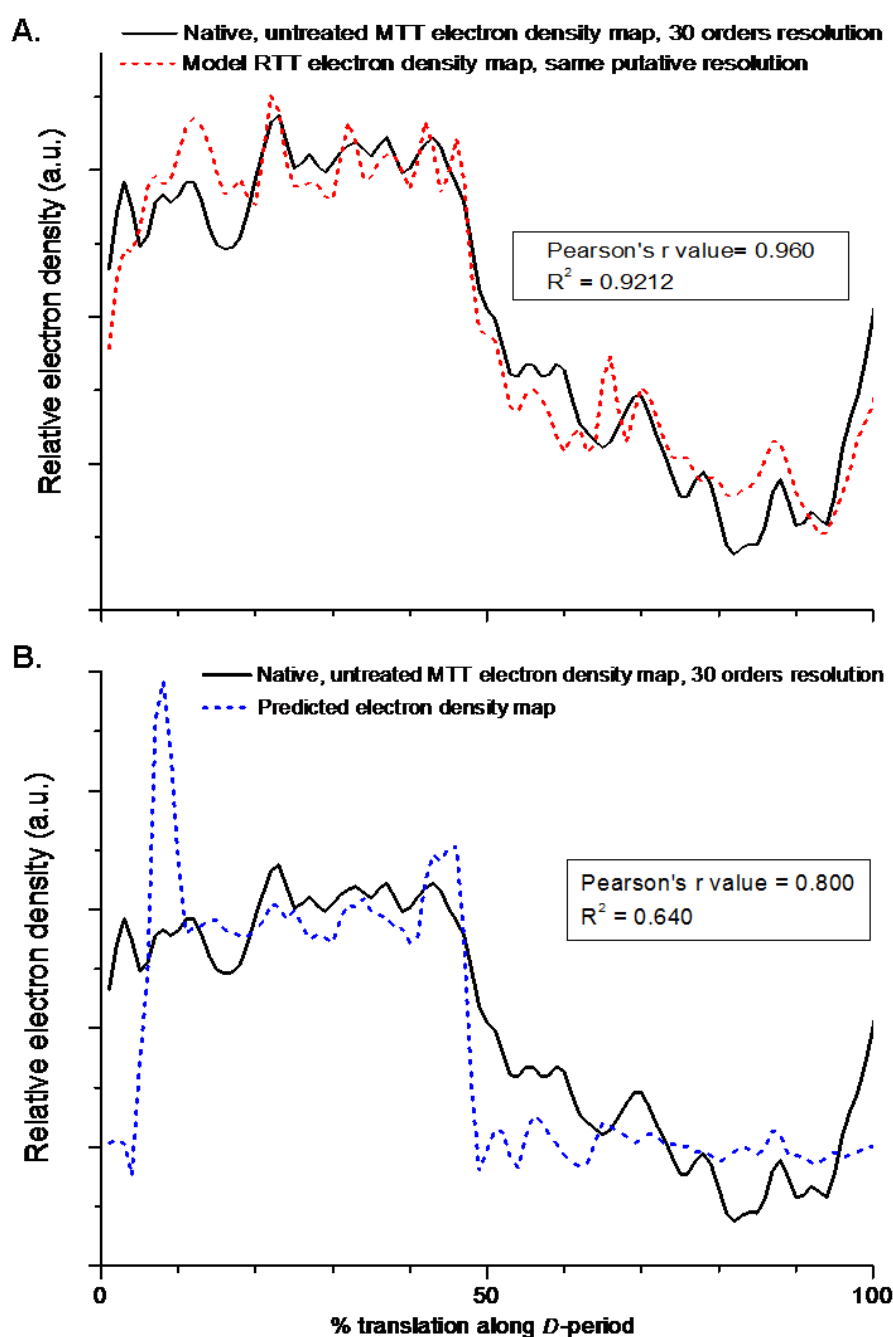 A.
Native, untreated MTT electron density map, 30 orders resolution
Model RTT electron density map, same putative resolution
Relative electron density (a.u.)
Pearson's r value= 0.960
R² = 0.9212
B.
Native, untreated MTT electron density map, 30 orders resolution
Predicted electron density map
Relative electron density (a.u.)
Pearson's r value = 0.800
R² = 0.640
0 50 100
% translation along D-period